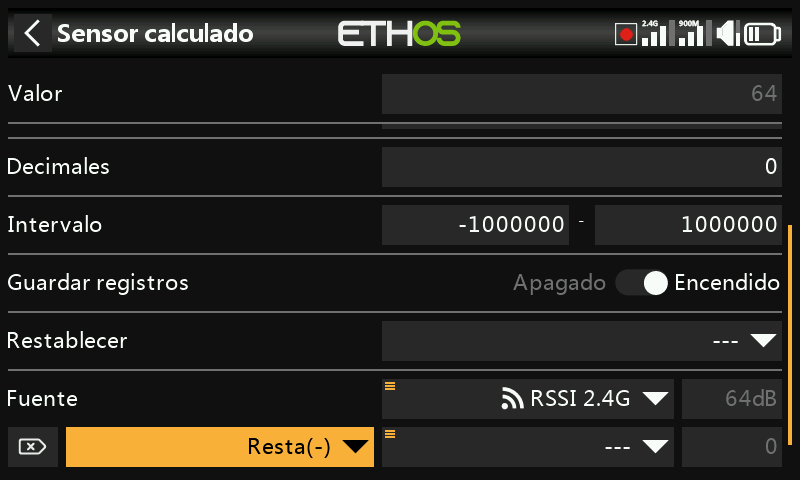 Sensor calculado ETHOS 2.4G 900M
Valor 64
Decimales 0
Intervalo -1000000 - 1000000
Guardar registros Apagado Encendido
Restablecer ---
Fuente RSSI 2.4G 64dB
Resta(-) --- 0